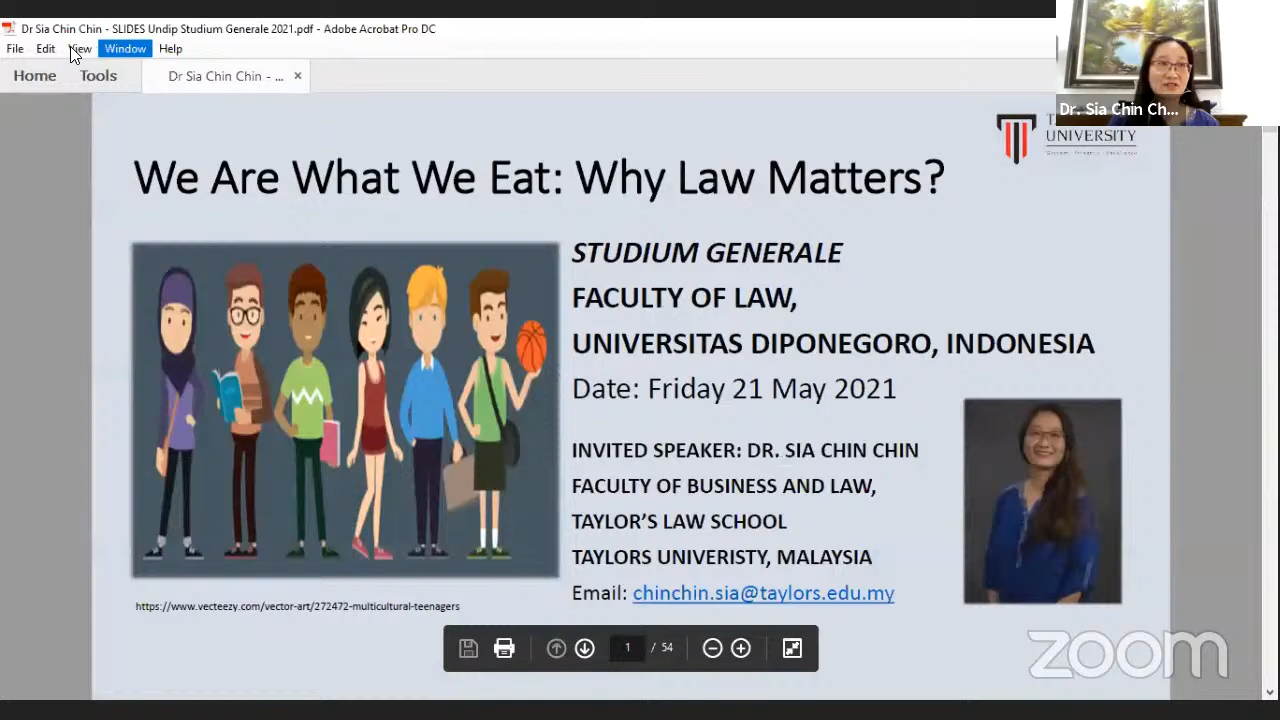 Dr Sia Chin Chin - SLIDES Undip Studium Generale 2021.pdf - Adobe Acrobat Pro DC
File Edit View Window Help
Home Tools Dr Sia Chin Chin - ... ×
Dr. Sia Chin Ch...
UNIVERSITY
We Are What We Eat: Why Law Matters?
STUDIUM GENERALE
FACULTY OF LAW,
UNIVERSITAS DIPONEGORO, INDONESIA
Date: Friday 21 May 2021
INVITED SPEAKER: DR. SIA CHIN CHIN
FACULTY OF BUSINESS AND LAW,
TAYLOR’S LAW SCHOOL
TAYLORS UNIVERISTY, MALAYSIA
Email: chinchin.sia@taylors.edu.my
https://www.vecteezy.com/vector-art/272472-multicultural-teenagers
1 / 54
zoom